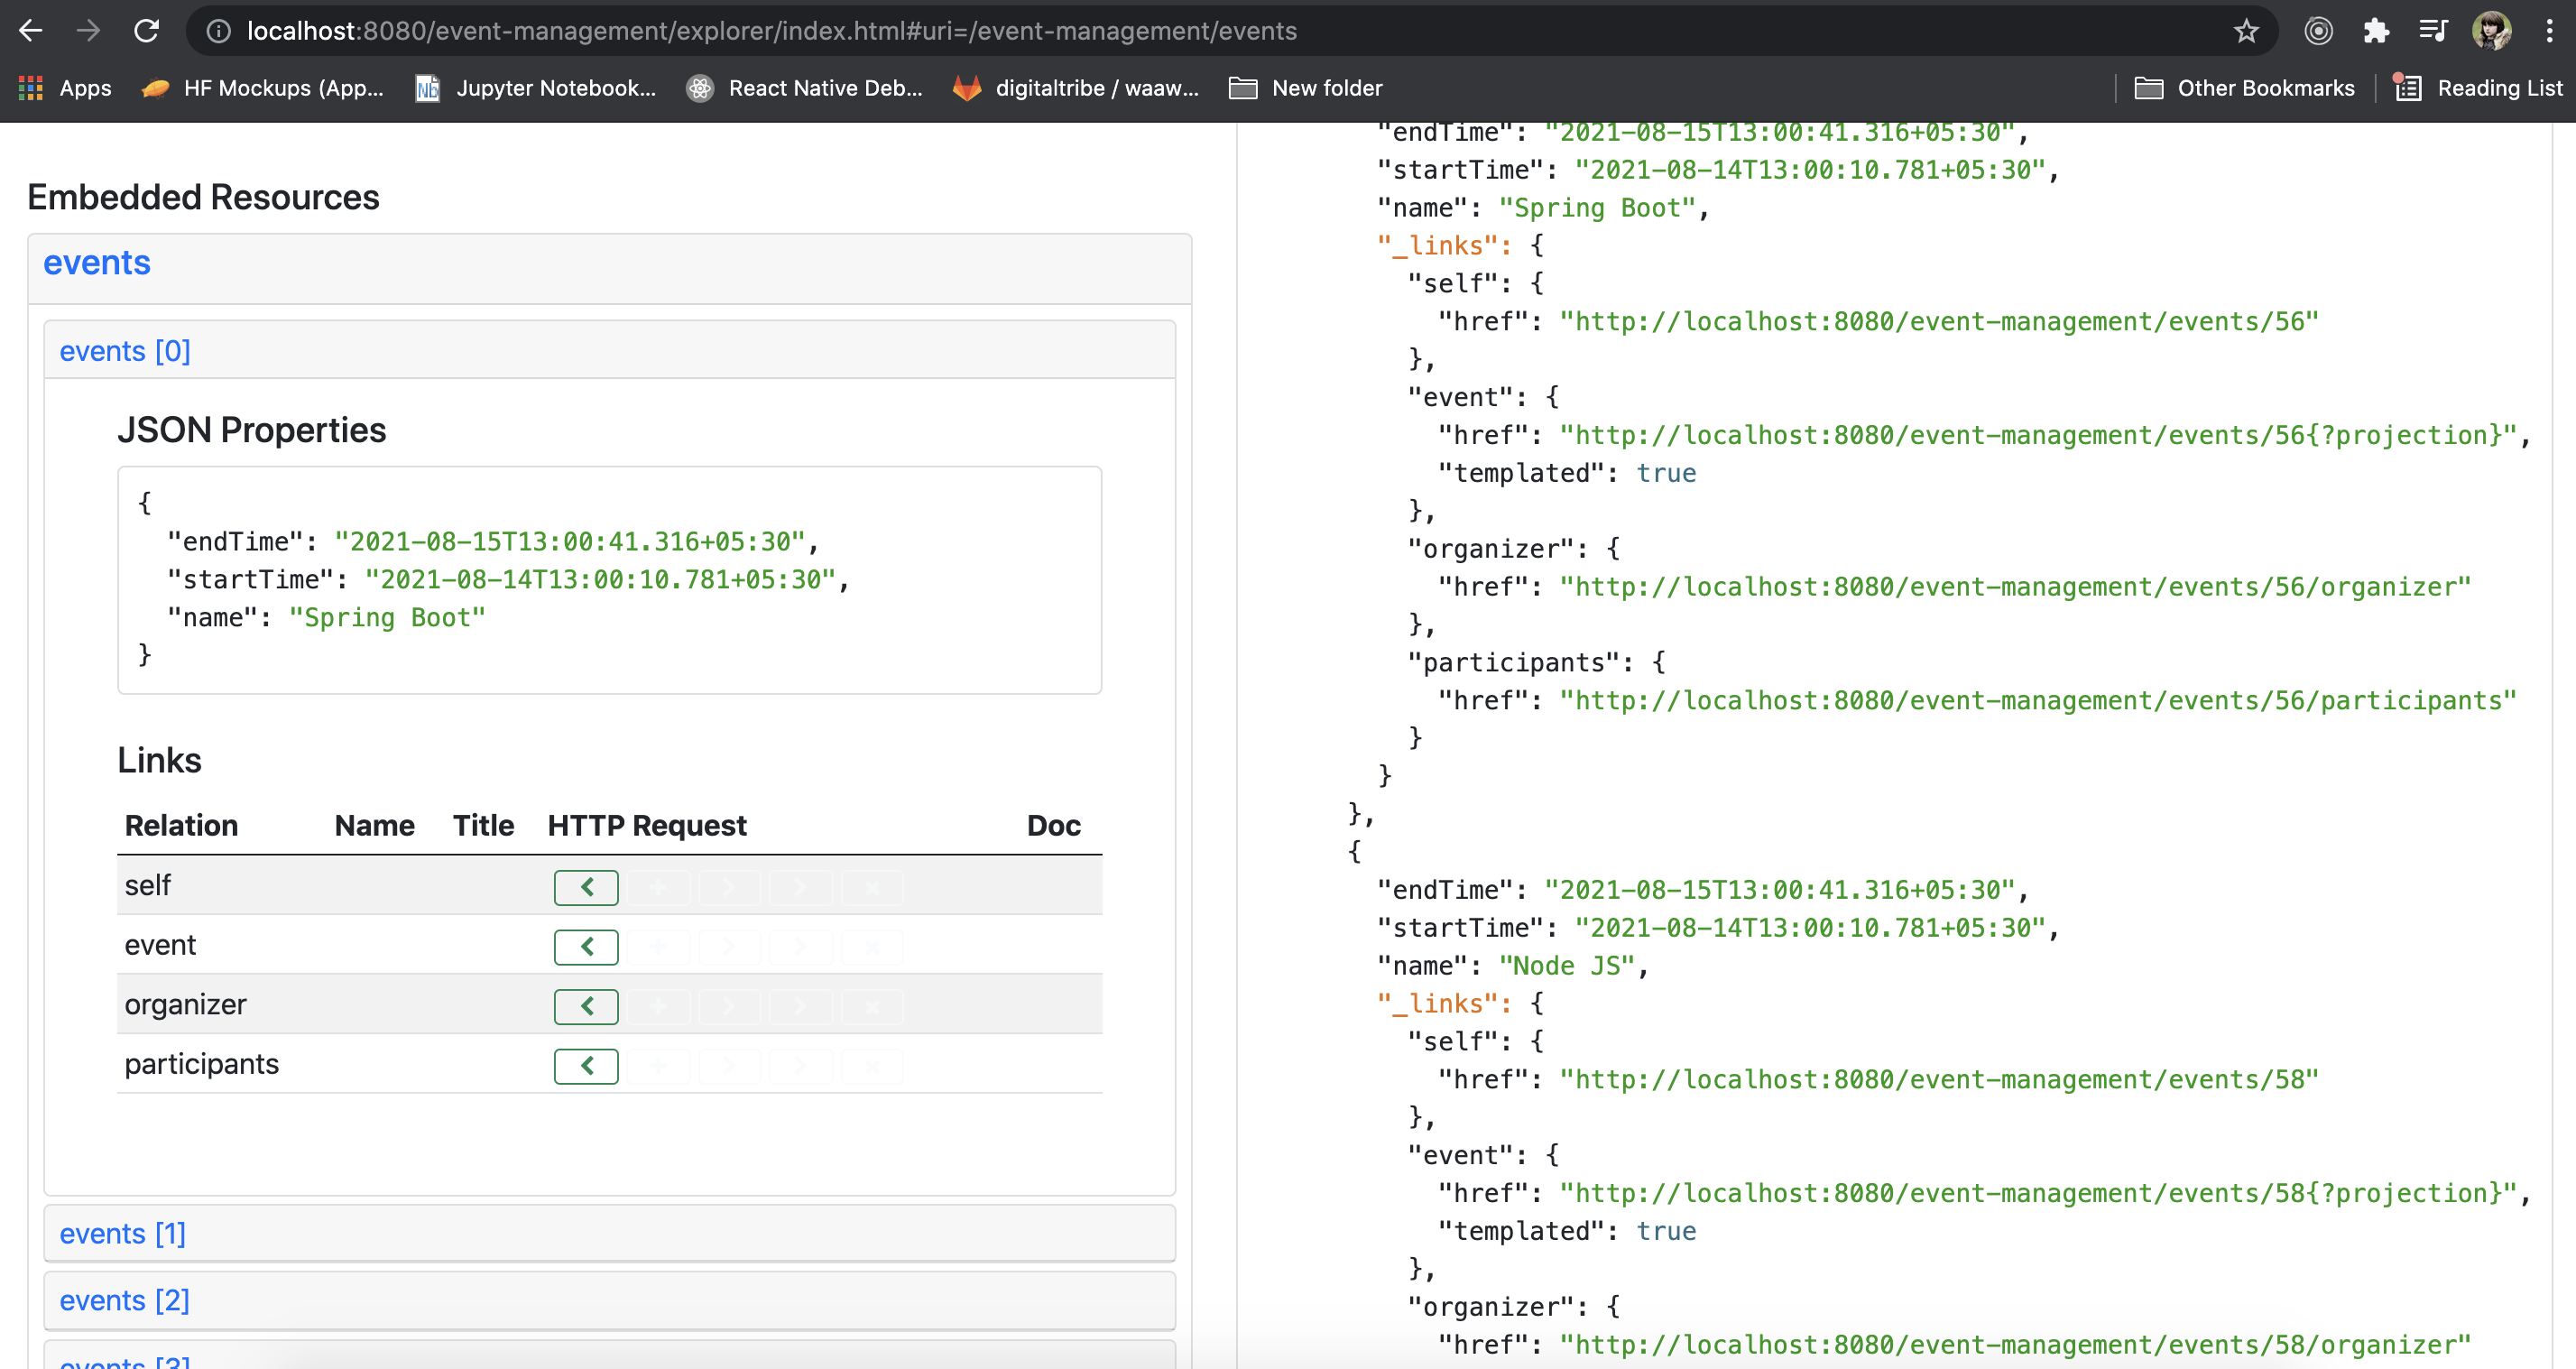 localhost:8080/event-management/explorer/index.html#uri=/event-management/events
Apps HF Mockups (App... Jupyter Notebook... React Native Deb... digitaltribe / waaw... New folder Other Bookmarks Reading List
Embedded Resources
events
events [0]
JSON Properties
{
"endTime": "2021-08-15T13:00:41.316+05:30",
"startTime": "2021-08-14T13:00:10.781+05:30",
"name": "Spring Boot"
}
Links
Relation Name Title HTTP Request Doc
self
event
organizer
participants
events [1]
events [2]
events [3]
"endTime": "2021-08-15T13:00:41.316+05:30",
"startTime": "2021-08-14T13:00:10.781+05:30",
"name": "Spring Boot",
"_links": {
"self": {
"href": "http://localhost:8080/event-management/events/56"
},
"event": {
"href": "http://localhost:8080/event-management/events/56{?projection}",
"templated": true
},
"organizer": {
"href": "http://localhost:8080/event-management/events/56/organizer"
},
"participants": {
"href": "http://localhost:8080/event-management/events/56/participants"
}
}
},
{
"endTime": "2021-08-15T13:00:41.316+05:30",
"startTime": "2021-08-14T13:00:10.781+05:30",
"name": "Node JS",
"_links": {
"self": {
"href": "http://localhost:8080/event-management/events/58"
},
"event": {
"href": "http://localhost:8080/event-management/events/58{?projection}",
"templated": true
},
"organizer": {
"href": "http://localhost:8080/event-management/events/58/organizer"